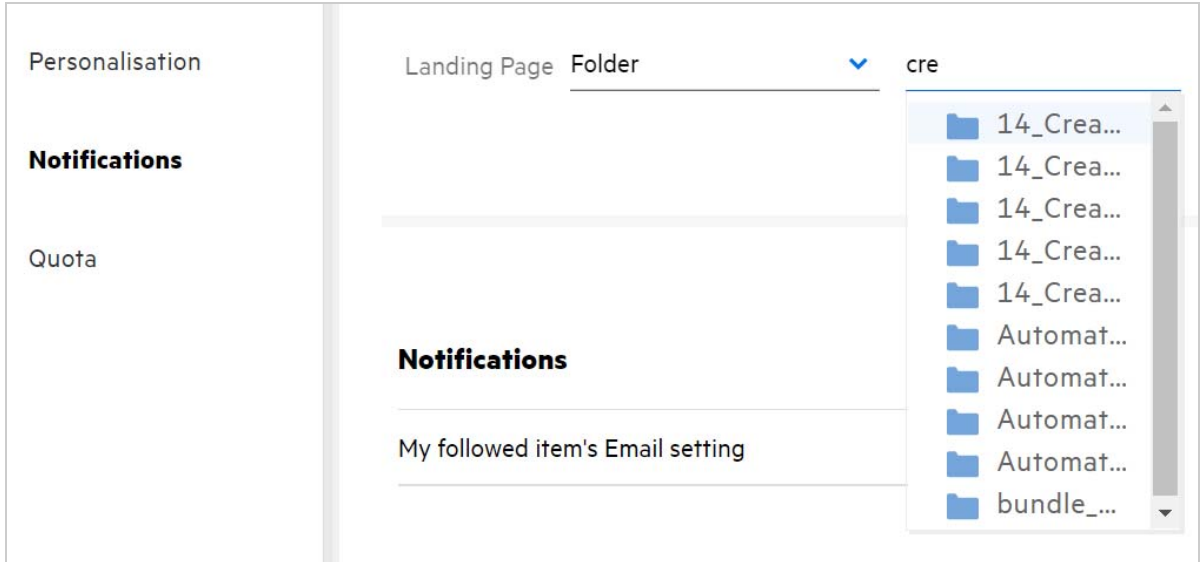 Personalisation
Notifications
Quota
Landing Page Folder cre
14_Crea...
14_Crea...
14_Crea...
14_Crea...
14_Crea...
Automat...
Automat...
Automat...
Automat...
bundle_...
Notifications
My followed item's Email setting